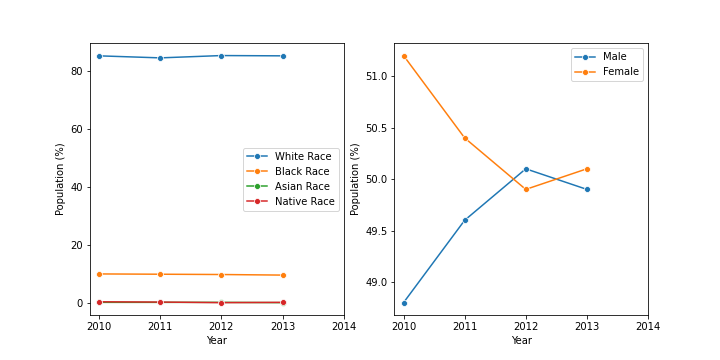 80
60
40
20
0
Population (%)
2010 2011 2012 2013 2014
Year
White Race
Black Race
Asian Race
Native Race
51.0
50.5
50.0
49.5
49.0
Population (%)
2010 2011 2012 2013 2014
Year
Male
Female